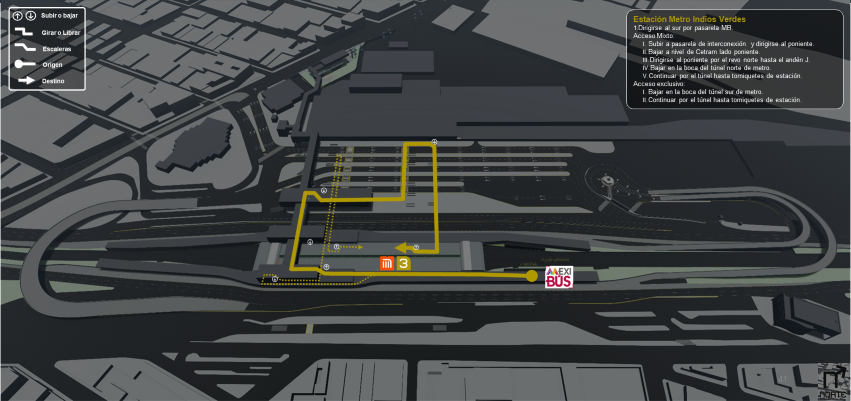 Subir o bajar
Girar o Librar
Escaleras
Origen
Destino
Estación Metro Indios Verdes
1.Dirigirse al sur por pasarela MB.
Acceso Mixto:
I. Subir a pasarela de interconexión y dirigirse al poniente.
II. Bajar a nivel de Cetram lado poniente.
III. Dirigirse al poniente por el revo norte hasta el andén J.
IV. Bajar en la boca del túnel norte de metro.
V. Continuar por el túnel hasta torniquetes de estación.
Acceso exclusivo:
I. Bajar en la boca del túnel sur de metro.
II. Continuar por el túnel hasta torniquetes de estación.
3
MEXI
BÚS
NORTE